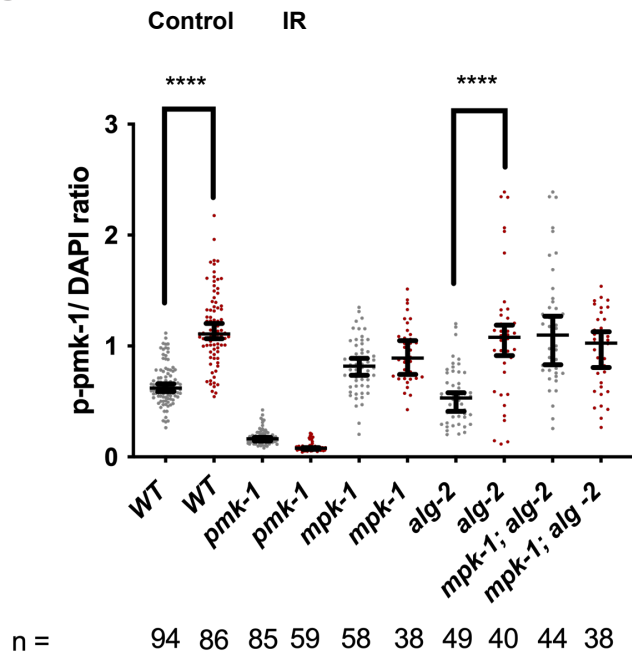 Control IR
**** ****
p-pmk-1/ DAPI ratio
3
2
1
0
WT WT pmk-1 pmk-1 mpk-1 mpk-1 alg-2 alg-2 mpk-1; alg-2 mpk-1; alg -2
n = 94 86 85 59 58 38 49 40 44 38